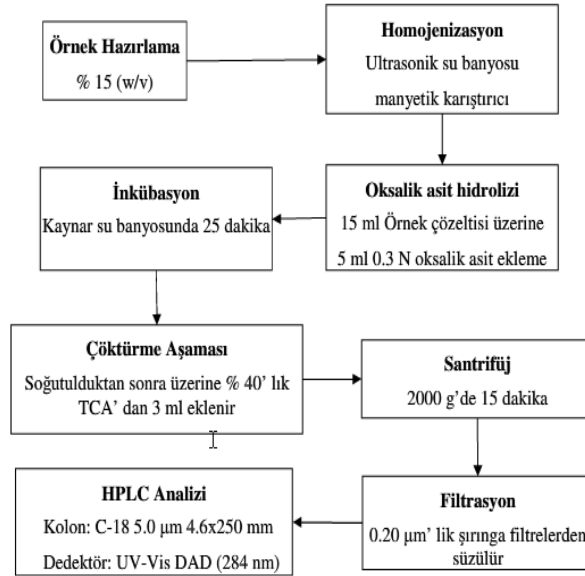 Örnek Hazırlama
% 15 (w/v)
Homojenizasyon
Ultrasonik su banyosu
manyetik karıştırıcı
Oksalik asit hidrolizi
15 ml Örnek çözeltisi üzerine
5 ml 0.3 N oksalik asit ekleme
İnkübasyon
Kaynar su banyosunda 25 dakika
Çöktürme Aşaması
Soğutulduktan sonra üzerine % 40’ lık
TCA’ dan 3 ml eklenir
Santrifüj
2000 g’de 15 dakika
Filtrasyon
0.20 µm’ lik şırınga filtrelerden
süzülür
HPLC Analizi
Kolon: C-18 5.0 µm 4.6x250 mm
Dedektör: UV-Vis DAD (284 nm)